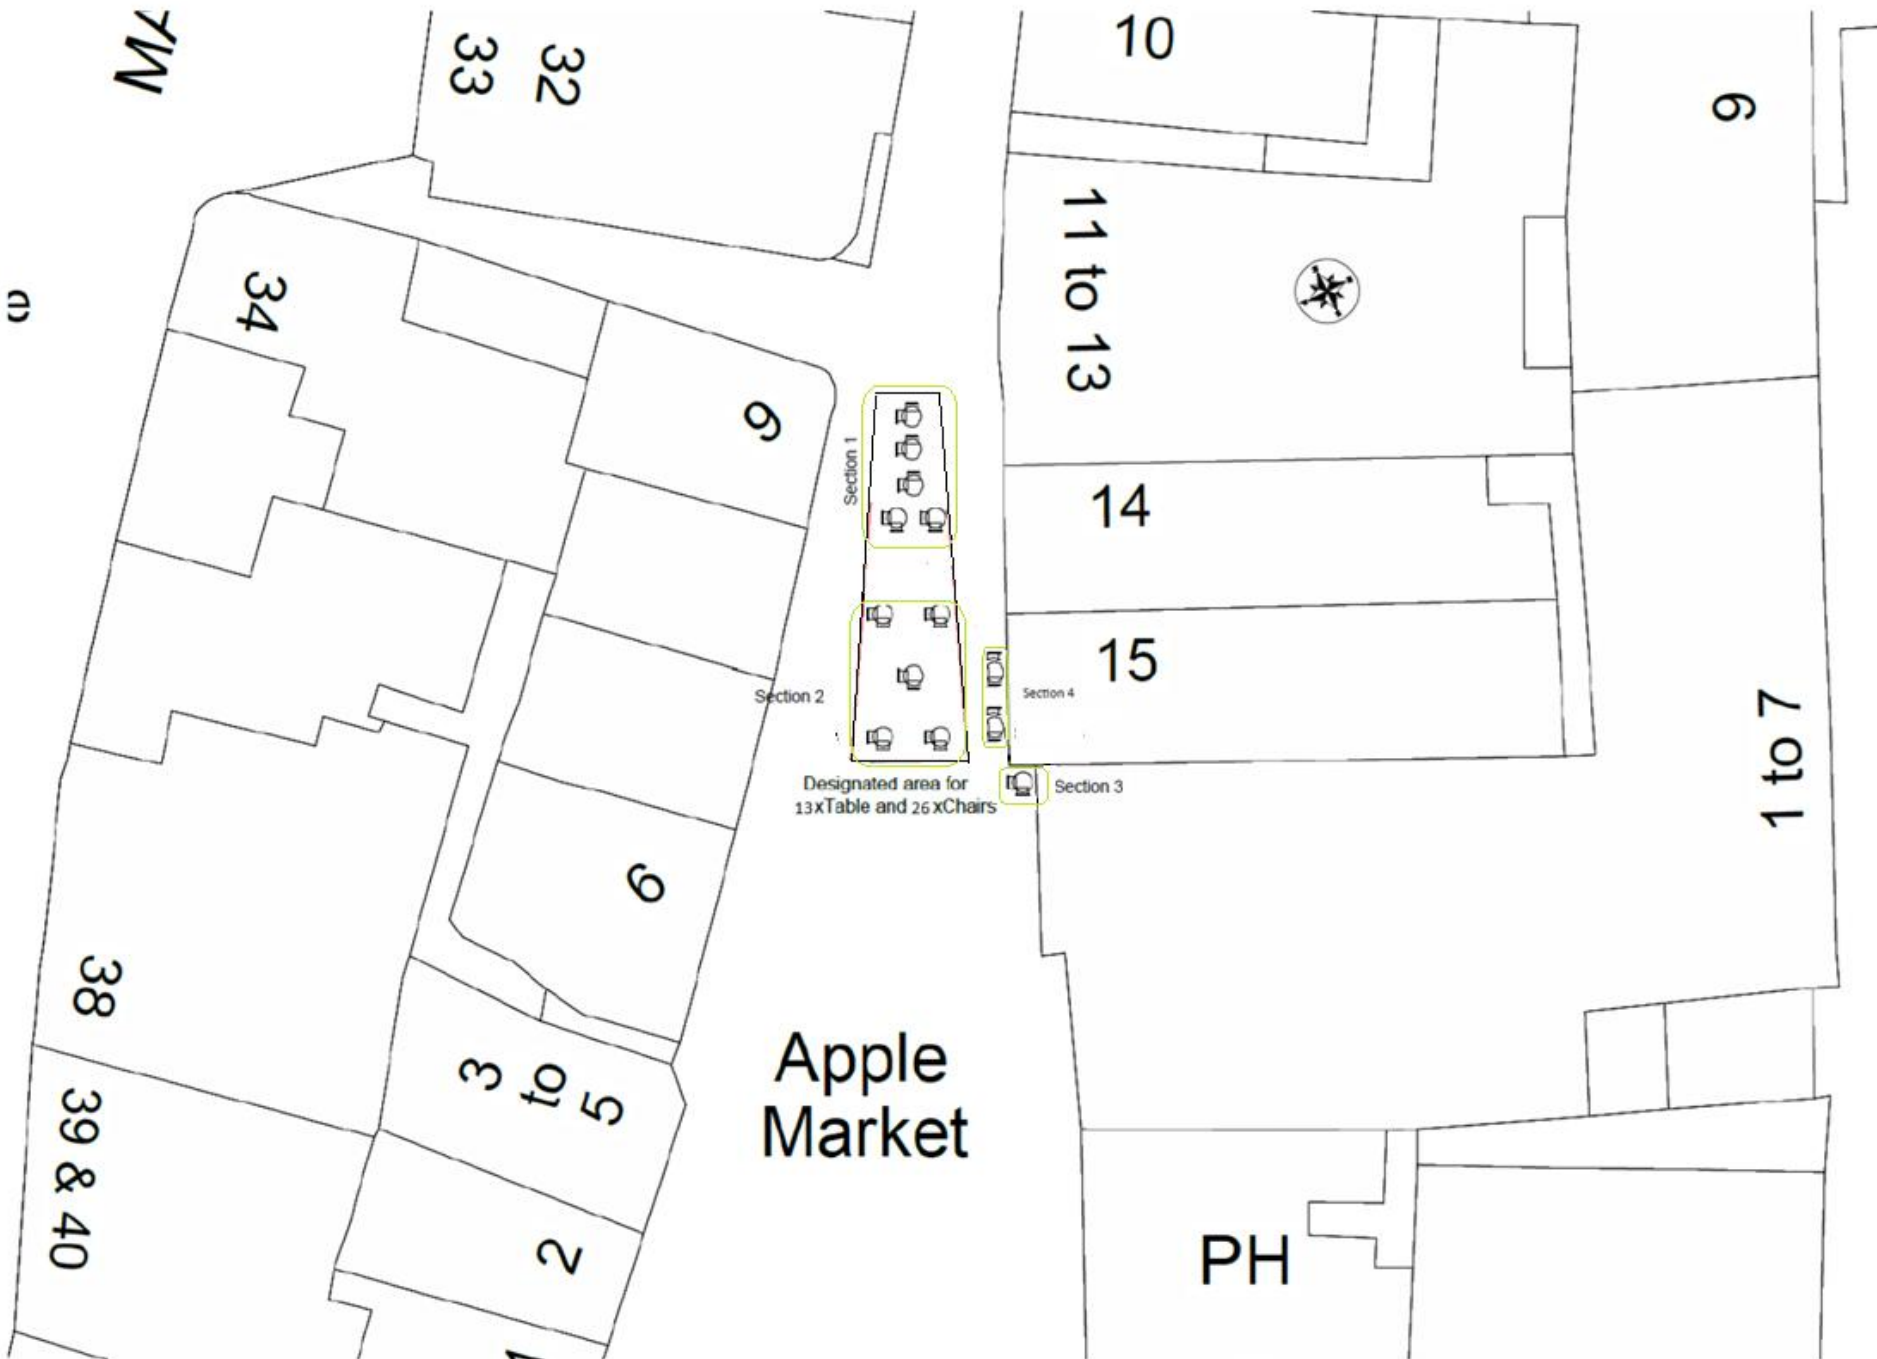 33
32
10
9
34
11 to 13
9
Section 1
14
15
Section 2
Section 4
Designated area for
13xTable and 26xChairs
Section 3
1 to 7
6
38
3 to 5
Apple
Market
39 & 40
2
PH